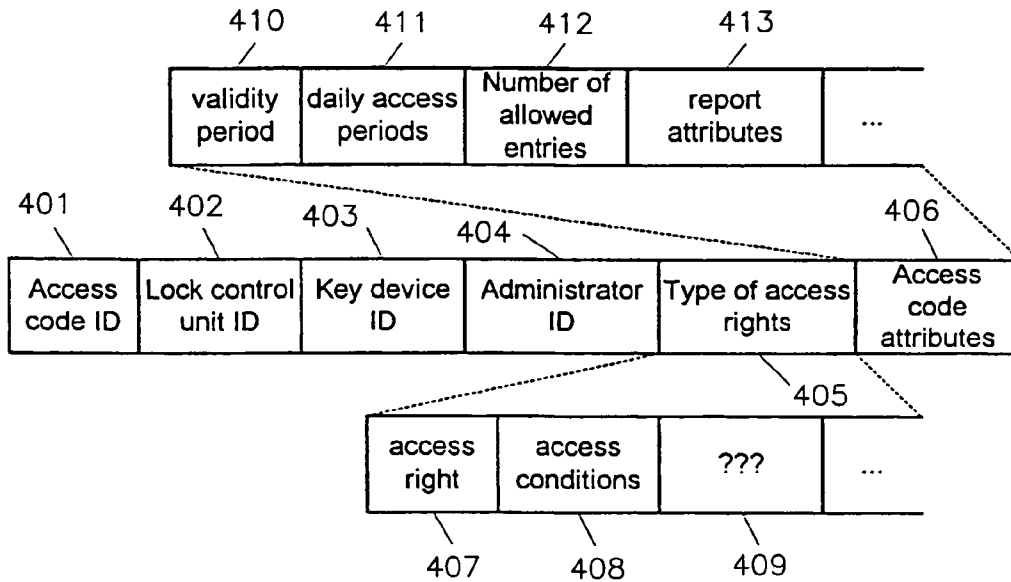 410 411 412 413
validity period
daily access periods
Number of allowed entries
report attributes
...
401 402 403 404 406
Access code ID
Lock control unit ID
Key device ID
Administrator ID
Type of access rights
Access code attributes
405
access right
access conditions
???
...
407 408 409